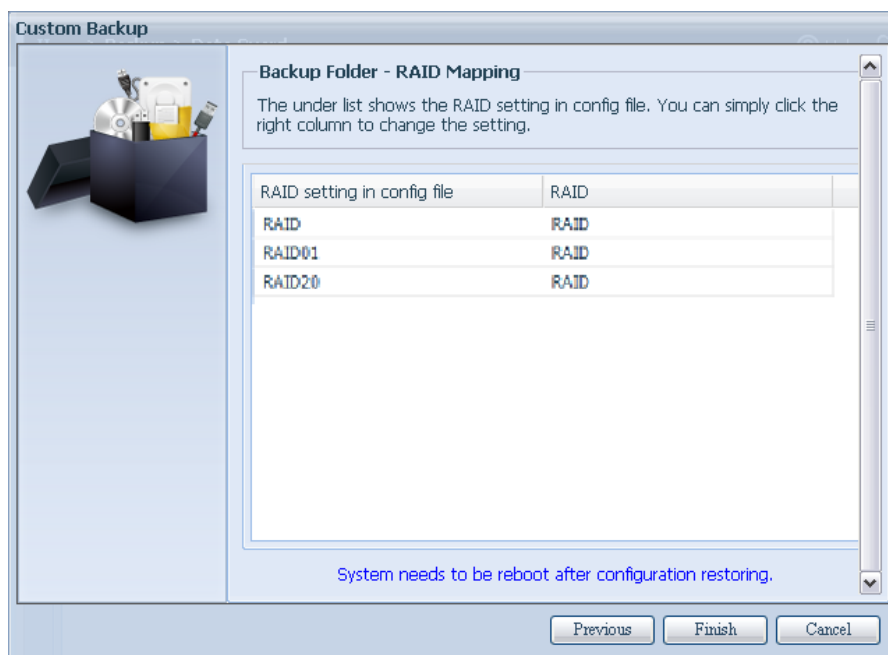 Custom Backup
Backup Folder - RAID Mapping
The under list shows the RAID setting in config file. You can simply click the
right column to change the setting.
RAID setting in config file RAID
RAID RAID
RAID01 RAID
RAID20 RAID
System needs to be reboot after configuration restoring.
Previous Finish Cancel